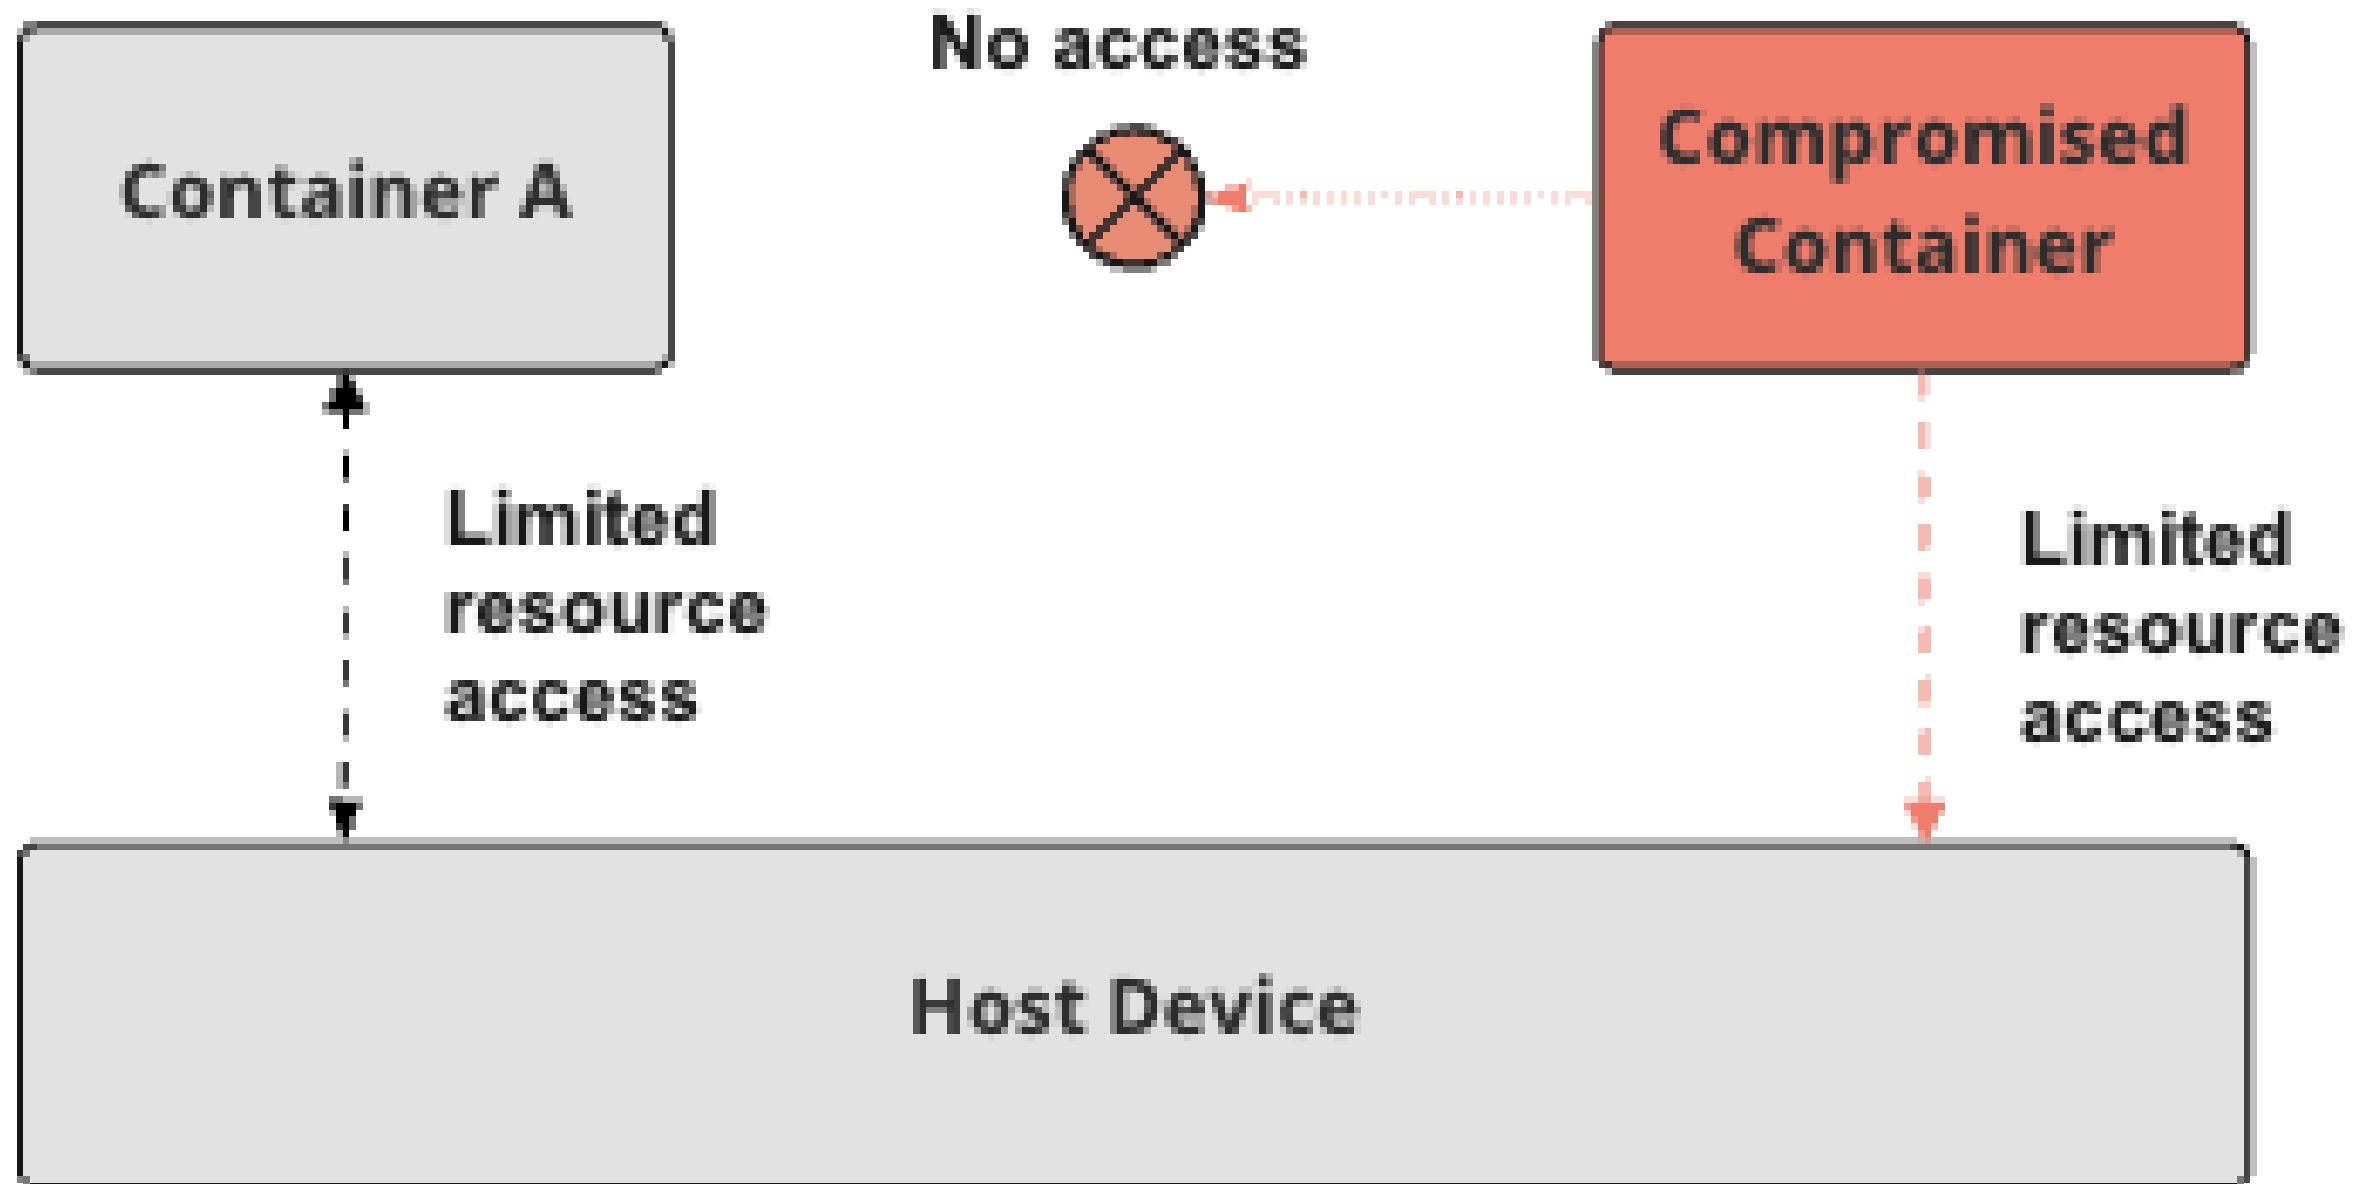 No access
Container A
Compromised
Container
Limited
resource
access
Limited
resource
access
Host Device